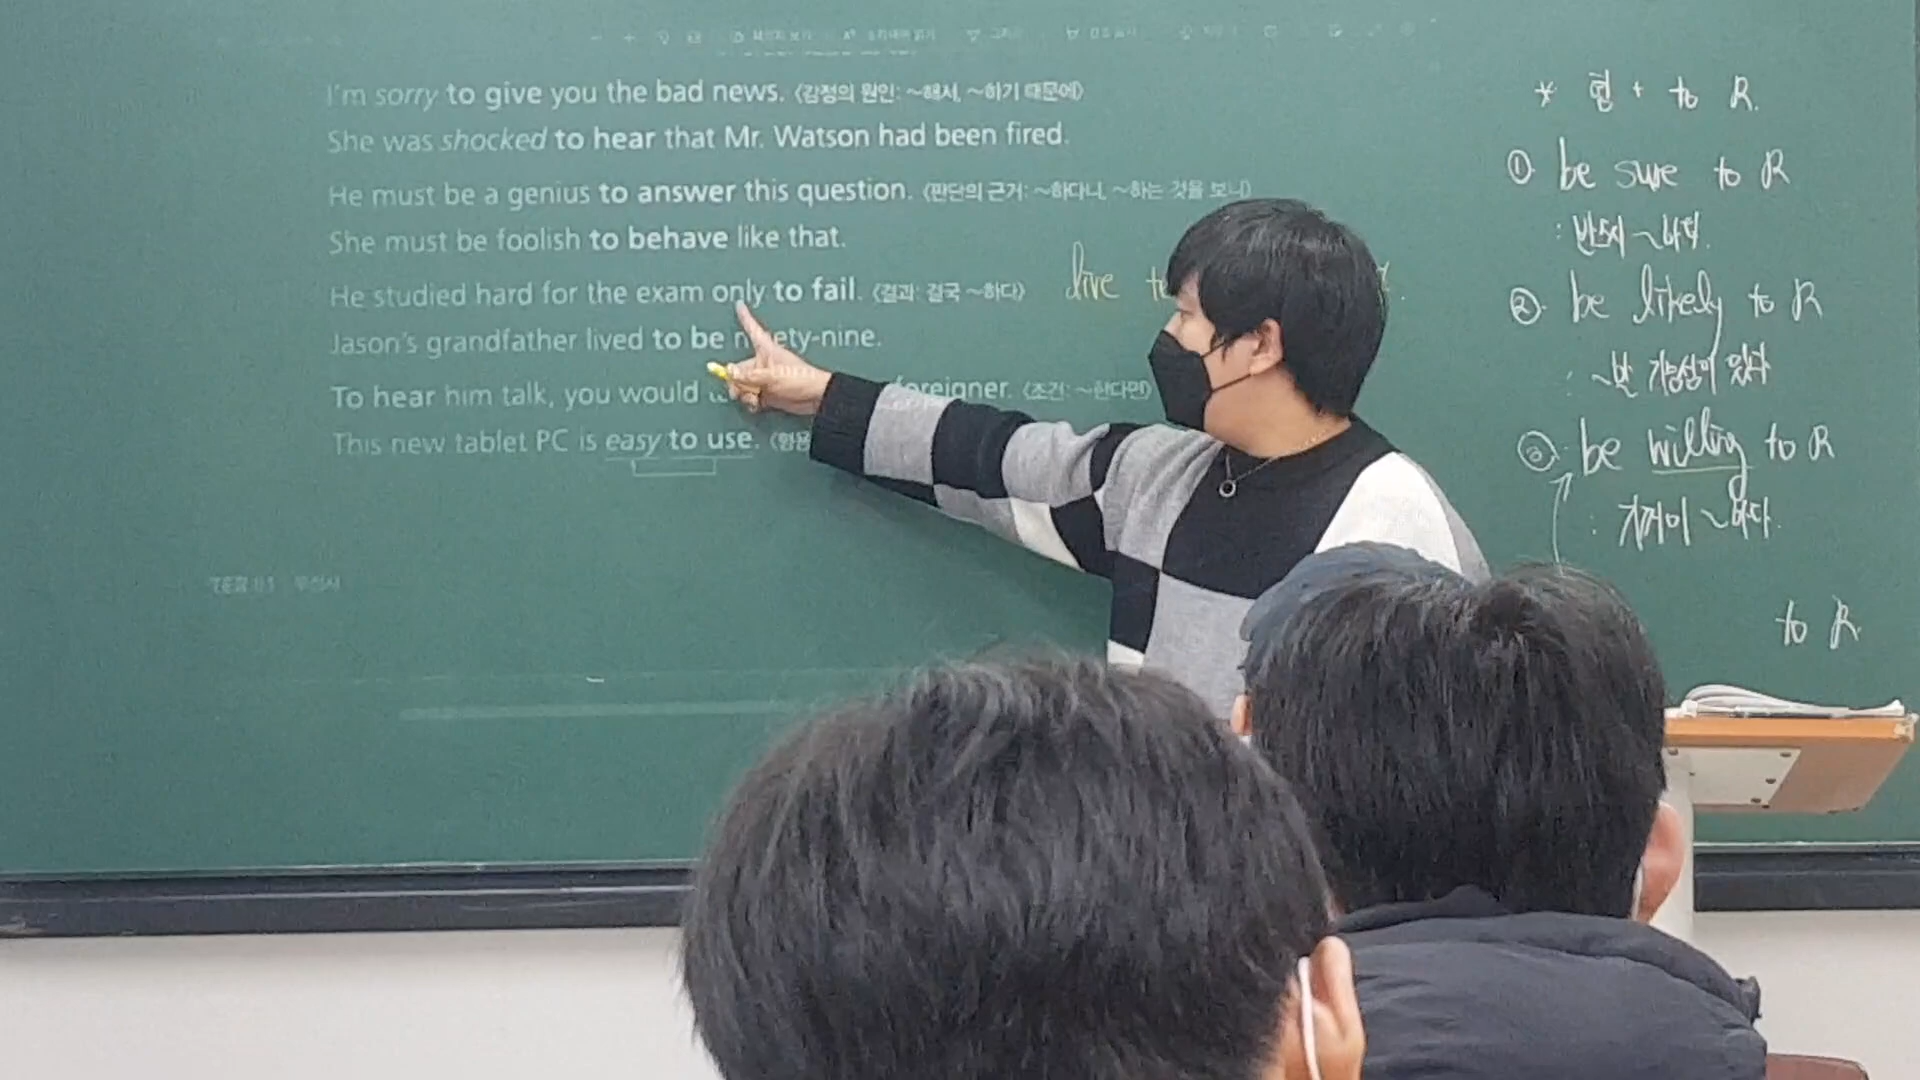 I'm sorry to give you the bad news. 〈감정의 원인: ~해서, ~하기 때문에〉
She was shocked to hear that Mr. Watson had been fired.
He must be a genius to answer this question. 〈판단의 근거: ~하다니, ~하는 것을 보니〉
She must be foolish to behave like that.
He studied hard for the exam only to fail. 〈결과: 결국 ~하다〉
live
Jason's grandfather lived to be ninety-nine.
To hear him talk, you would foreigner. 〈조건: ~한다면〉
This new tablet PC is easy to use.
* 형 + to R.
① be sure to R
: 반드시 ~하다.
② be likely to R
: ~할 가능성이 있다
③ be willing to R
: 기꺼이 ~하다.
to R.